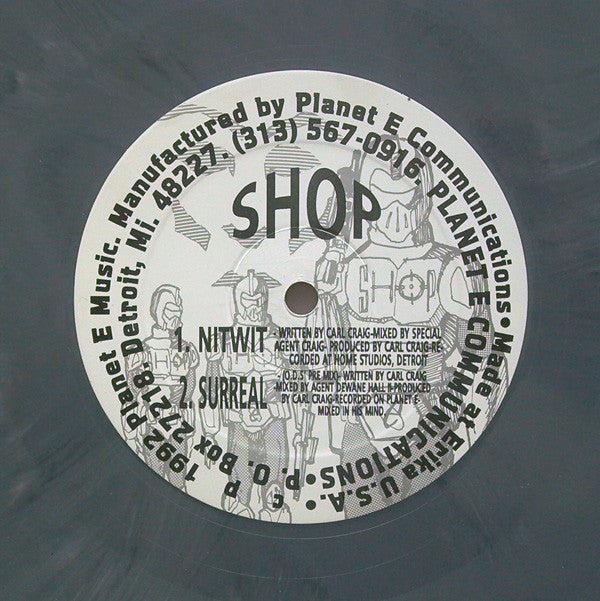 P 1992 Planet E Music. Manufactured by Planet E Communications • Made at Erika U.S.A. •
c P. O. Box 27218, Detroit, Mi. 48227. (313) 567-0916. PLANET E COMMUNICATIONS •
SHOP
SHOP
1. NITWIT - WRITTEN BY CARL CRAIG-MIXED BY SPECIAL
AGENT CRAIG- PRODUCED BY CARL CRAIG-RE-
CORDED AT HOME STUDIOS, DETROIT
2. SURREAL - (O.D.S' PRE MIX)- WRITTEN BY CARL CRAIG
-MIXED BY AGENT DEWANE HALL II-PRODUCED
BY CARL CRAIG-RECORDED ON PLANET E-
MIXED IN HIS MIND.